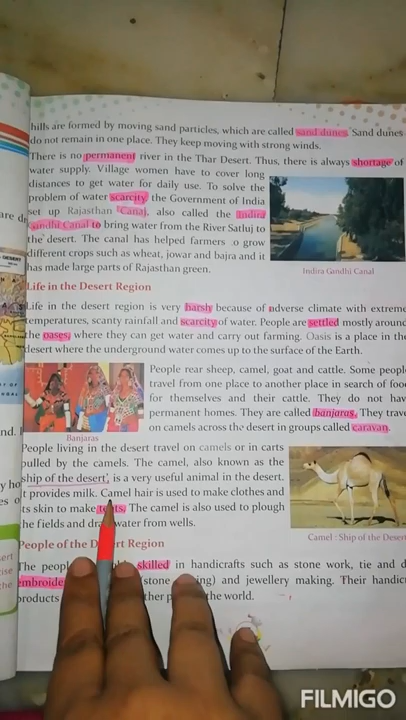 hills are formed by moving sand particles, which are called sand dunes. Sand dunes
do not remain in one place. They keep moving with strong winds.
There is no permanent river in the Thar Desert. Thus, there is always shortage of
water supply. Village women have to cover long
distances to get water for daily use. To solve the
problem of water scarcity the Government of India
set up Rajasthan Canal, also called the Indira
Gandhi Canal to bring water from the River Satluj to
the desert. The canal has helped farmers to grow
different crops such as wheat, jowar and bajra and it
has made large parts of Rajasthan green.
Indira Gandhi Canal
Life in the Desert Region
Life in the desert region is very harsh because of adverse climate with extreme
temperatures, scanty rainfall and scarcity of water. People are settled mostly around
the oases, where they can get water and carry out farming. Oasis is a place in the
desert where the underground water comes up to the surface of the Earth.
People rear sheep, camel, goat and cattle. Some people
travel from one place to another place in search of food
for themselves and their cattle. They do not have
permanent homes. They are called banjaras. They trave
on camels across the desert in groups called caravan.
Banjaras
People living in the desert travel on camels or in carts
pulled by the camels. The camel, also known as the
'ship of the desert', is a very useful animal in the desert.
It provides milk. Camel hair is used to make clothes and
its skin to make tents. The camel is also used to plough
the fields and draw water from wells.
Camel : Ship of the Desert
People of the Desert Region
The people skilled in handicrafts such as stone work, tie and d
embroide (stone ing) and jewellery making. Their handic
products ther p the world.
FILMIGO